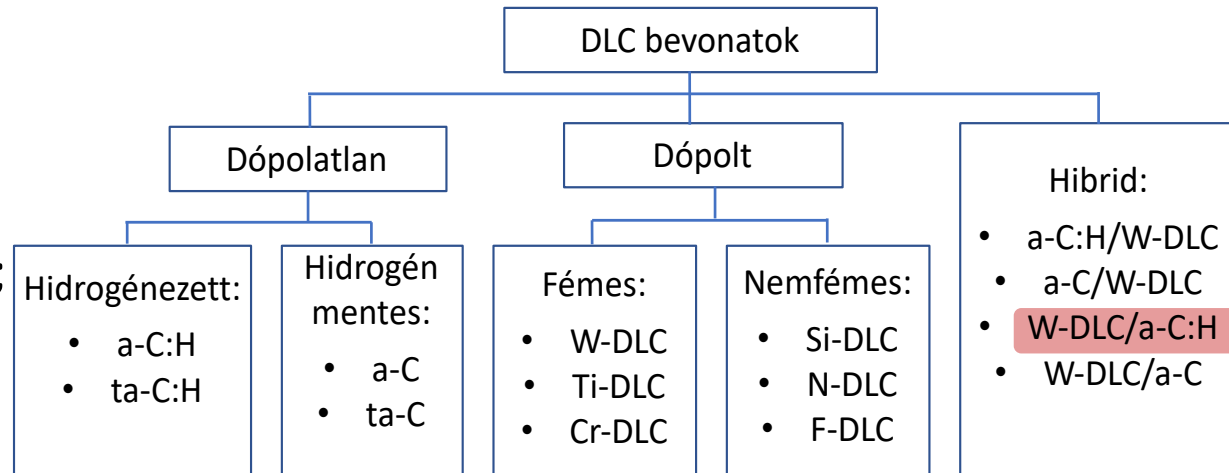 DLC bevonatok
Dópolatlan
Dópolt
Hidrogénezett:
• a-C:H
• ta-C:H
Hidrogén
mentes:
• a-C
• ta-C
Fémes:
• W-DLC
• Ti-DLC
• Cr-DLC
Nemfémes:
• Si-DLC
• N-DLC
• F-DLC
Hibrid:
• a-C:H/W-DLC
• a-C/W-DLC
• W-DLC/a-C:H
• W-DLC/a-C